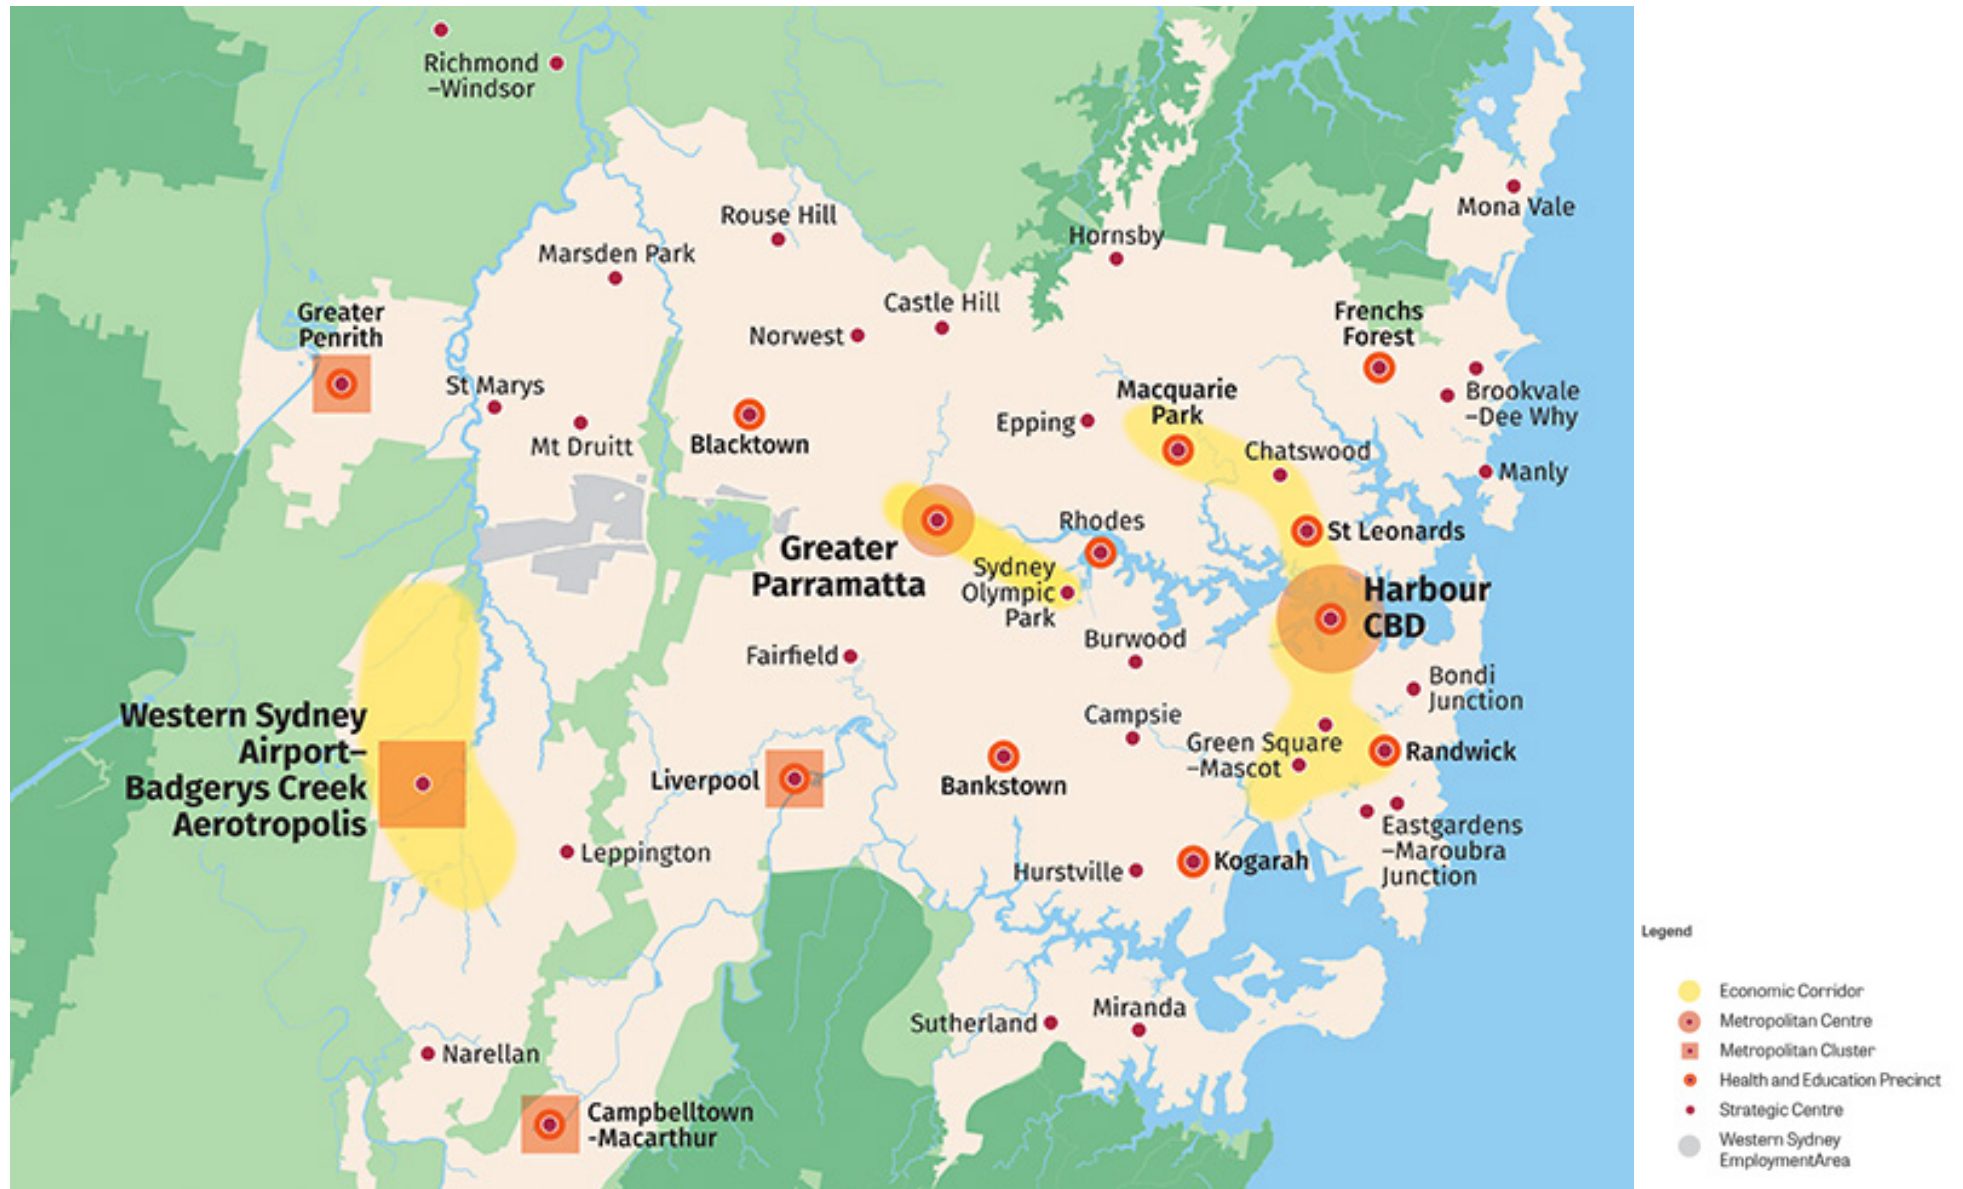 Richmond
–Windsor
Mona Vale
Rouse Hill
Hornsby
Marsden Park
Castle Hill
Greater
Penrith
Frenchs
Forest
Norwest
St Marys
Macquarie
Park
Brookvale
–Dee Why
Epping
Mt Druitt
Blacktown
Chatswood
Manly
Rhodes
St Leonards
Greater
Parramatta
Sydney
Olympic
Park
Harbour
CBD
Burwood
Fairfield
Bondi
Junction
Western Sydney
Airport–
Badgerys Creek
Aerotropolis
Campsie
Green Square
–Mascot
Randwick
Liverpool
Bankstown
Eastgardens
–Maroubra
Junction
Leppington
Hurstville
Kogarah
Miranda
Sutherland
Narellan
Campbelltown
-Macarthur
Legend
Economic Corridor
Metropolitan Centre
Metropolitan Cluster
Health and Education Precinct
Strategic Centre
Western Sydney
EmploymentArea